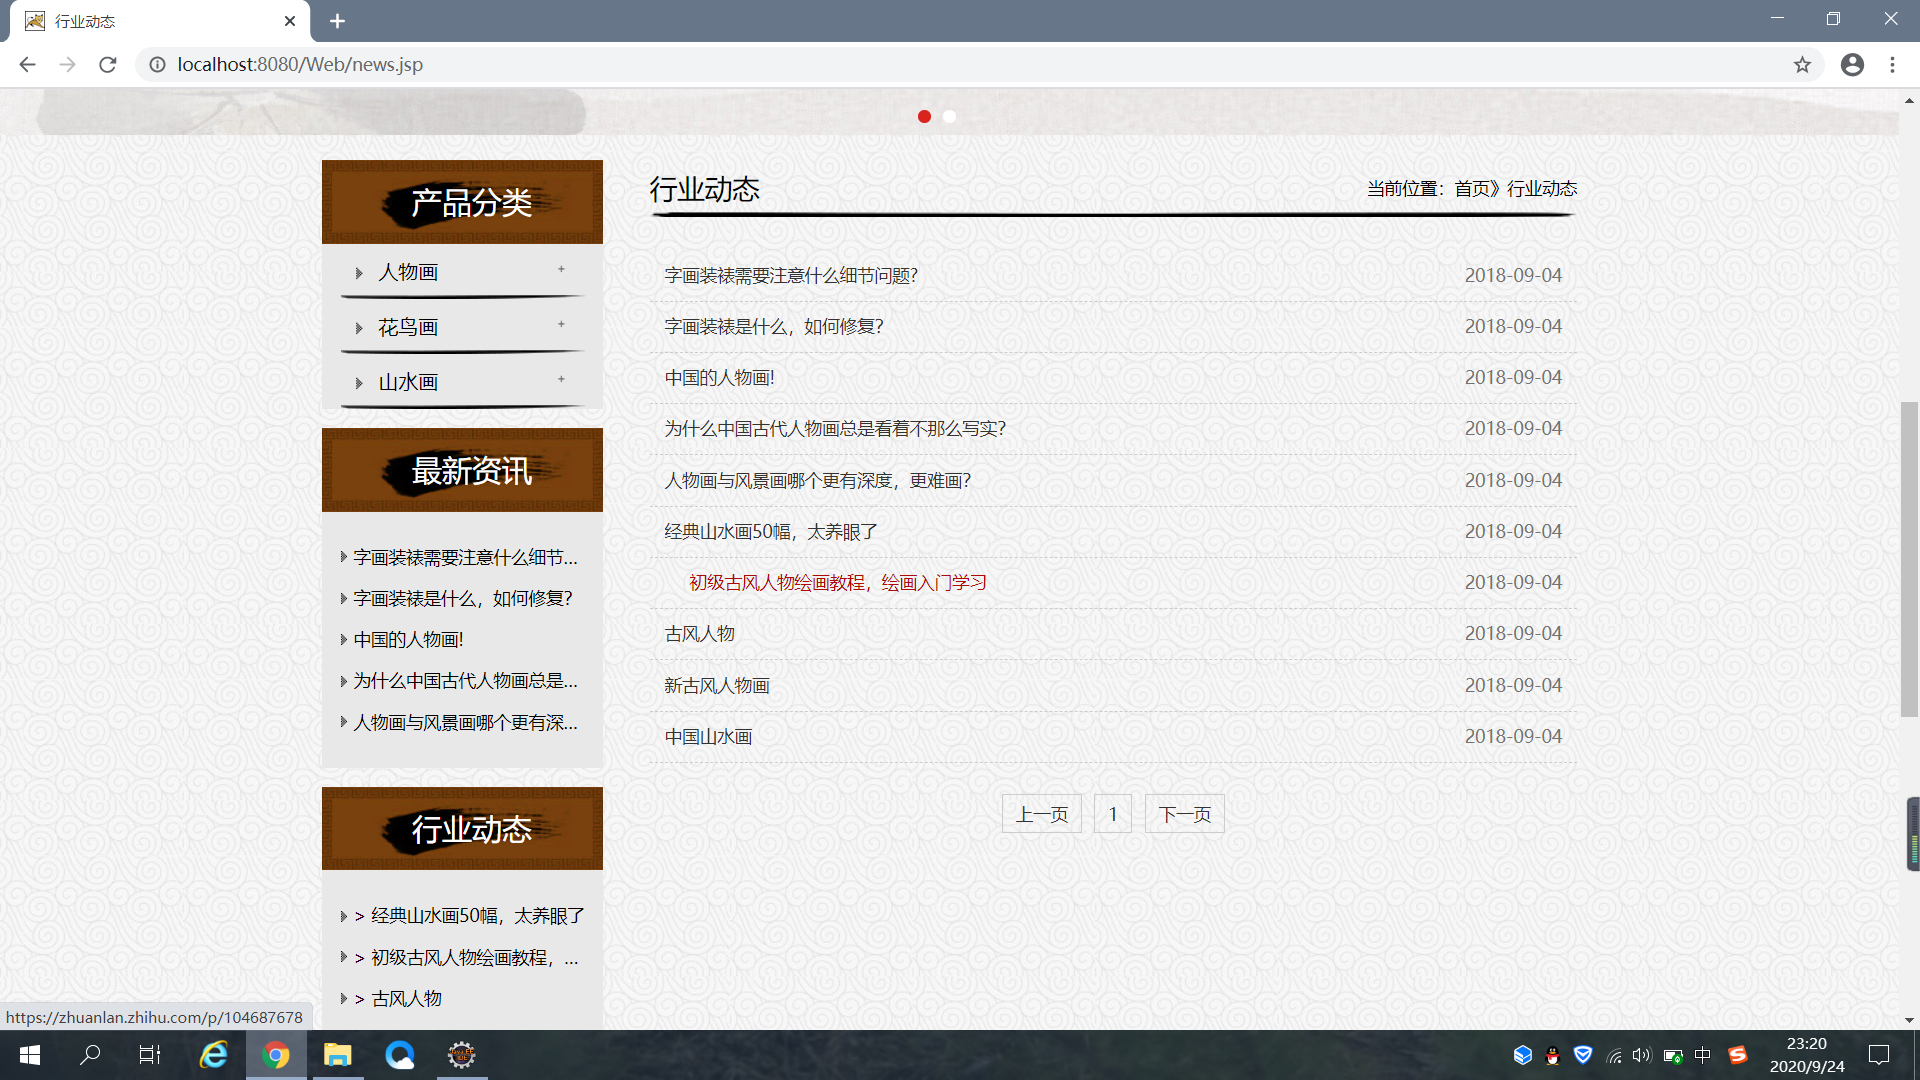 行业动态
localhost:8080/Web/news.jsp
产品分类
人物画 +
花鸟画 +
山水画 +
最新资讯
字画装裱需要注意什么细节...
字画装裱是什么，如何修复？
中国的人物画!
为什么中国古代人物画总是...
人物画与风景画哪个更有深...
行业动态
> 经典山水画50幅，太养眼了
> 初级古风人物绘画教程，...
> 古风人物
行业动态
当前位置：首页》行业动态
字画装裱需要注意什么细节问题? 2018-09-04
字画装裱是什么，如何修复？ 2018-09-04
中国的人物画! 2018-09-04
为什么中国古代人物画总是看着不那么写实？ 2018-09-04
人物画与风景画哪个更有深度，更难画？ 2018-09-04
经典山水画50幅，太养眼了 2018-09-04
初级古风人物绘画教程，绘画入门学习 2018-09-04
古风人物 2018-09-04
新古风人物画 2018-09-04
中国山水画 2018-09-04
上一页 1 下一页
https://zhuanlan.zhihu.com/p/104687678
中
23:20
2020/9/24